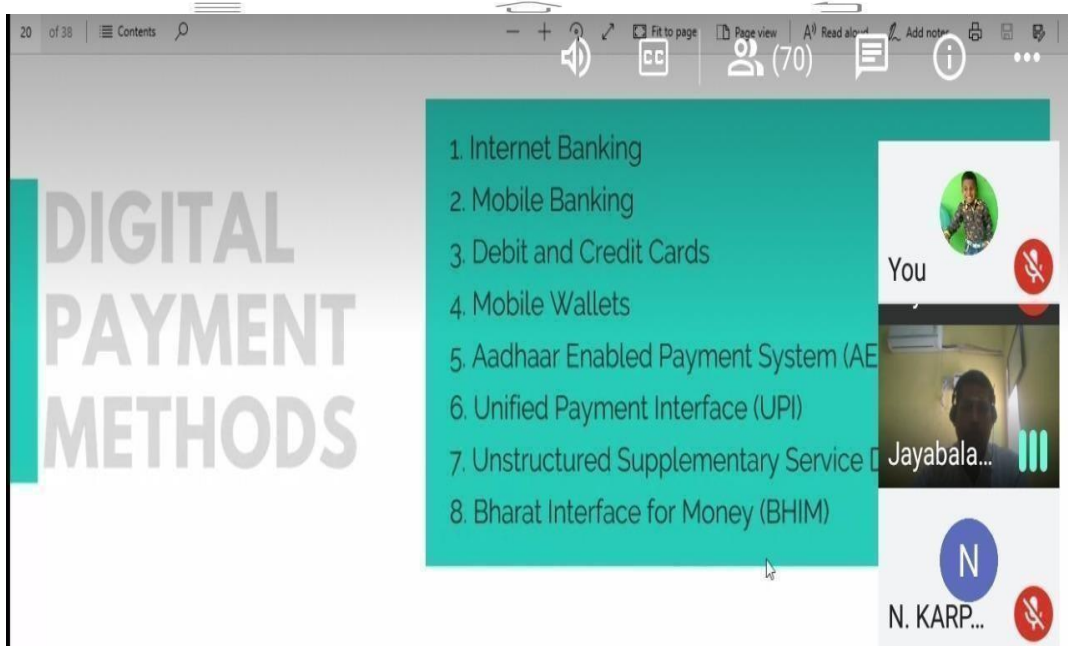 20 of 38 Contents Fit to page Page view A Read aloud Add notes
CC (70)
DIGITAL
PAYMENT
METHODS
1. Internet Banking
2. Mobile Banking
3. Debit and Credit Cards
4. Mobile Wallets
5. Aadhaar Enabled Payment System (AE
6. Unified Payment Interface (UPI)
7. Unstructured Supplementary Service
8. Bharat Interface for Money (BHIM)
You
Jayabala...
N
N. KARP...